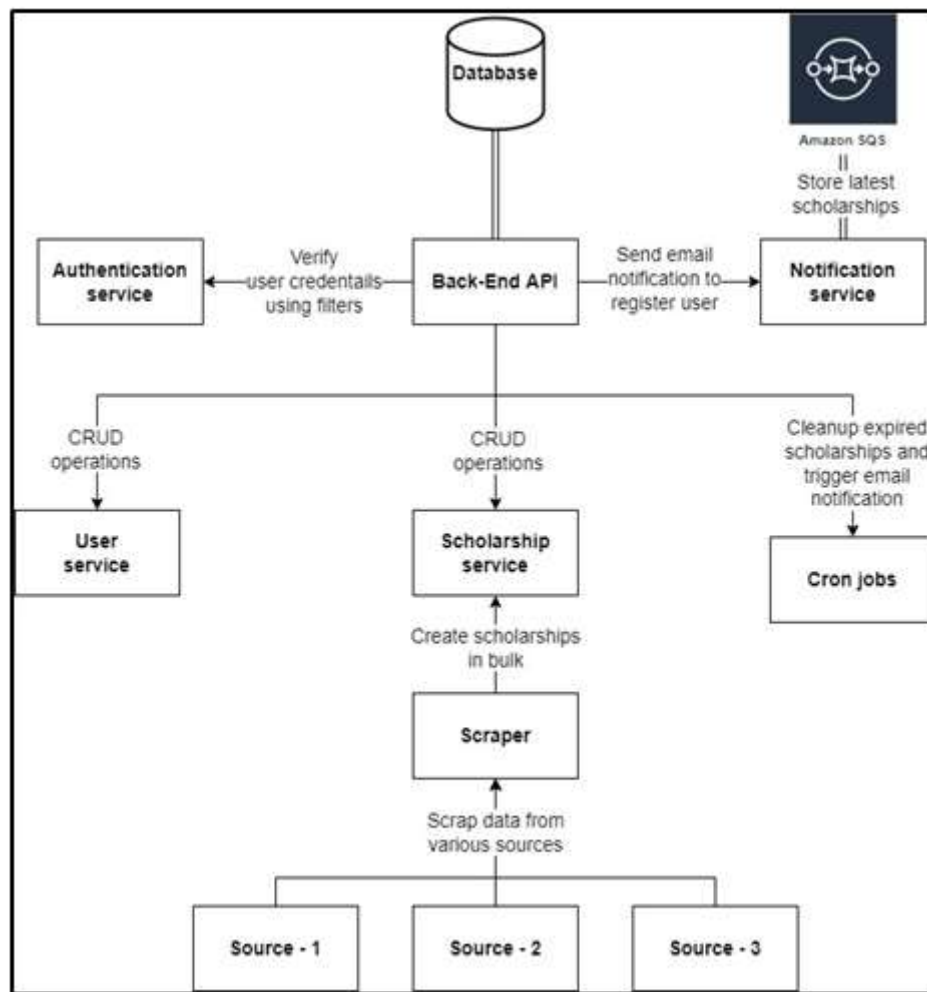 Database
Amazon SQS
Store latest
scholarships
Authentication
service
Verify
user credentails
using filters
Back-End API
Send email
notification to
register user
Notification
service
CRUD
operations
CRUD
operations
Cleanup expired
scholarships and
trigger email
notification
User
service
Scholarship
service
Cron jobs
Create scholarships
in bulk
Scraper
Scrap data from
various sources
Source - 1
Source - 2
Source - 3